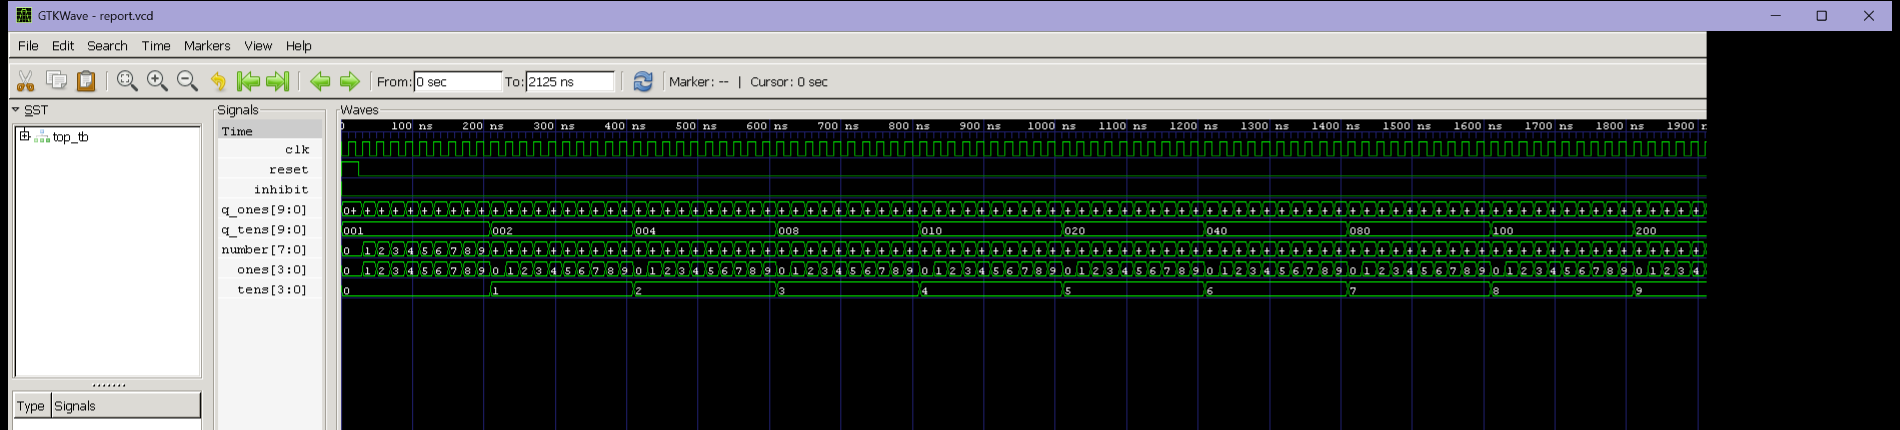 GTKWave - report.vcd
File Edit Search Time Markers View Help
From: 0 sec To: 2125 ns | Marker: -- | Cursor: 0 sec
SST
top_tb
Type Signals
Signals
Time
clk
reset
inhibit
q_ones[9:0]
q_tens[9:0]
number[7:0]
ones[3:0]
tens[3:0]
Waves
0 100 ns 200 ns 300 ns 400 ns 500 ns 600 ns 700 ns 800 ns 900 ns 1000 ns 1100 ns 1200 ns 1300 ns 1400 ns 1500 ns 1600 ns 1700 ns 1800 ns 1900 n
0+ + + + + + + + + + + + + + + + + + + + + + + + + + + + + + + + + + + + + + + + + + + + + + + + + + + + + + + + + + + + + + + + + + + + + + + + + + + + + + + + + + + + + + + + + + + + + +
001 002 004 008 010 020 040 080 100 200
0 1 2 3 4 5 6 7 8 9 + + + + + + + + + + + + + + + + + + + + + + + + + + + + + + + + + + + + + + + + + + + + + + + + + + + + + + + + + + + + + + + + + + + + + + + + + + + + + + + + + + + + +
0 1 2 3 4 5 6 7 8 9 0 1 2 3 4 5 6 7 8 9 0 1 2 3 4 5 6 7 8 9 0 1 2 3 4 5 6 7 8 9 0 1 2 3 4 5 6 7 8 9 0 1 2 3 4 5 6 7 8 9 0 1 2 3 4 5 6 7 8 9 0 1 2 3 4 5 6 7 8 9 0 1 2 3 4 5 6 7 8 9 0 1 2 3 4
0 1 2 3 4 5 6 7 8 9